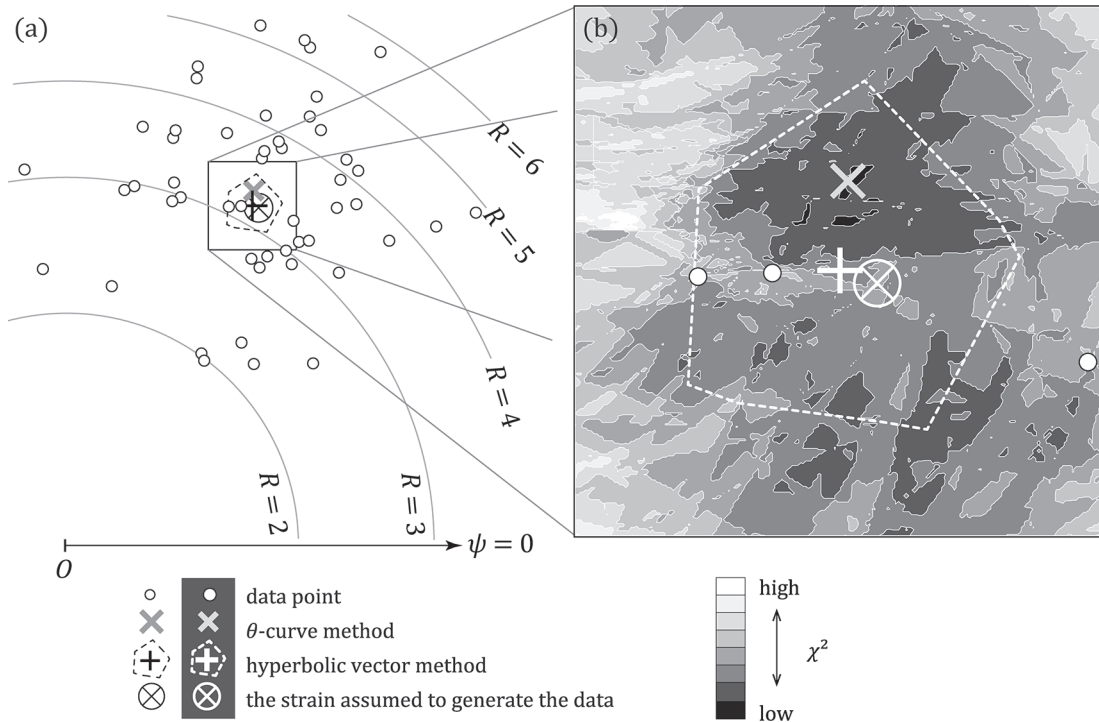 (a)
(b)
R = 6
R = 5
R = 4
R = 3
R = 2
ψ = 0
O
data point
θ-curve method
hyperbolic vector method
the strain assumed to generate the data
high
χ²
low